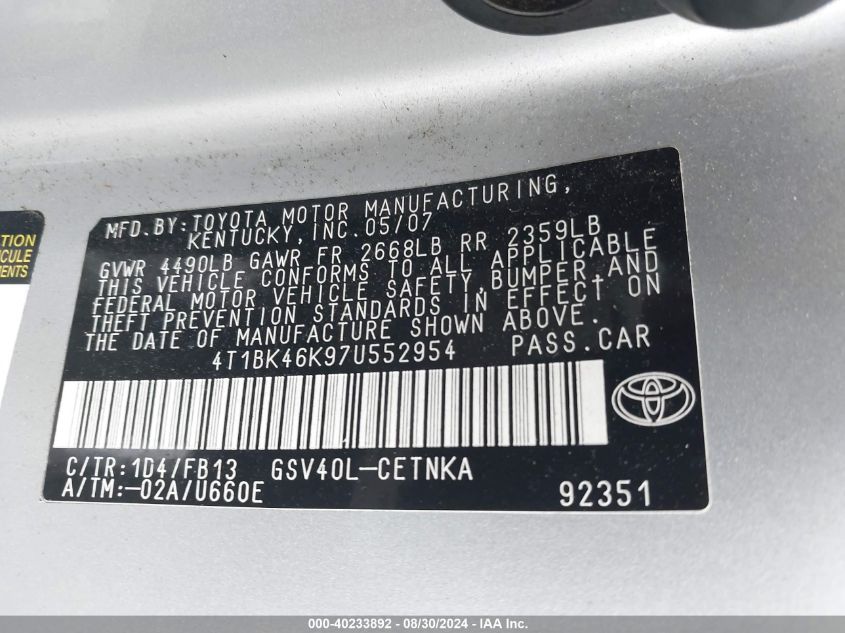 TION
ICULE
MENTS
MFD.BY:TOYOTA MOTOR MANUFACTURING,
KENTUCKY,INC.05/07
GVWR 4490LB GAWR FR 2668LB RR 2359LB
THIS VEHICLE CONFORMS TO ALL APPLICABLE
FEDERAL MOTOR VEHICLE SAFETY,BUMPER,AND
THEFT PREVENTION STANDARDS IN EFFECT ON
THE DATE OF MANUFACTURE SHOWN ABOVE.
4T1BK46K97U552954 PASS.CAR
C/TR:1D4/FB13 GSV40L-CETNKA
A/TM:-02A/U660E 92351
000-40233892 - 08/30/2024 - IAA Inc.